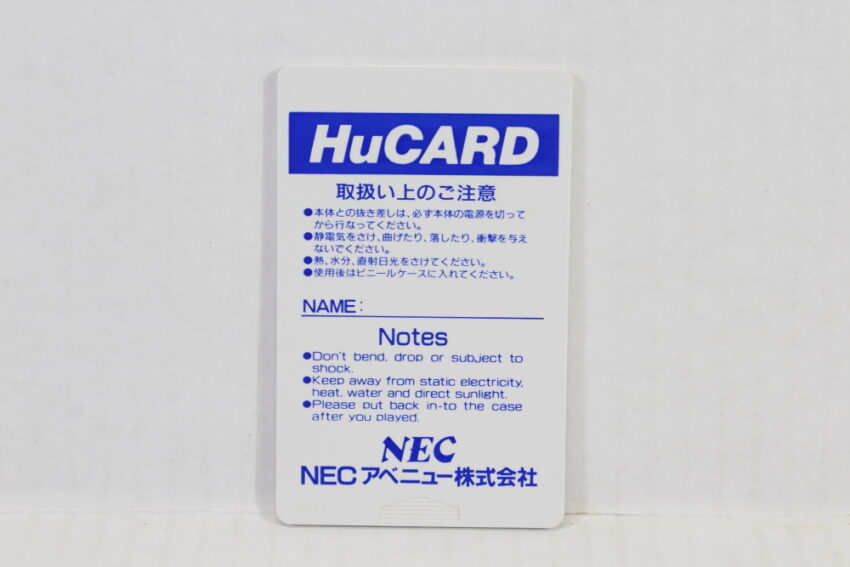 HuCARD
取扱い上のご注意
●本体との抜き差しは、必ず本体の電源を切って
から行なってください。
●静電気をさけ、曲げたり、落したり、衝撃を与え
ないでください。
●熱、水分、直射日光をさけてください。
●使用後はビニールケースに入れてください。
NAME:
Notes
●Don't bend, drop or subject to
shock.
●Keep away from static electricity,
heat, water and direct sunlight.
●Please put back in-to the case
after you played.
NEC
NECアベニュー株式会社